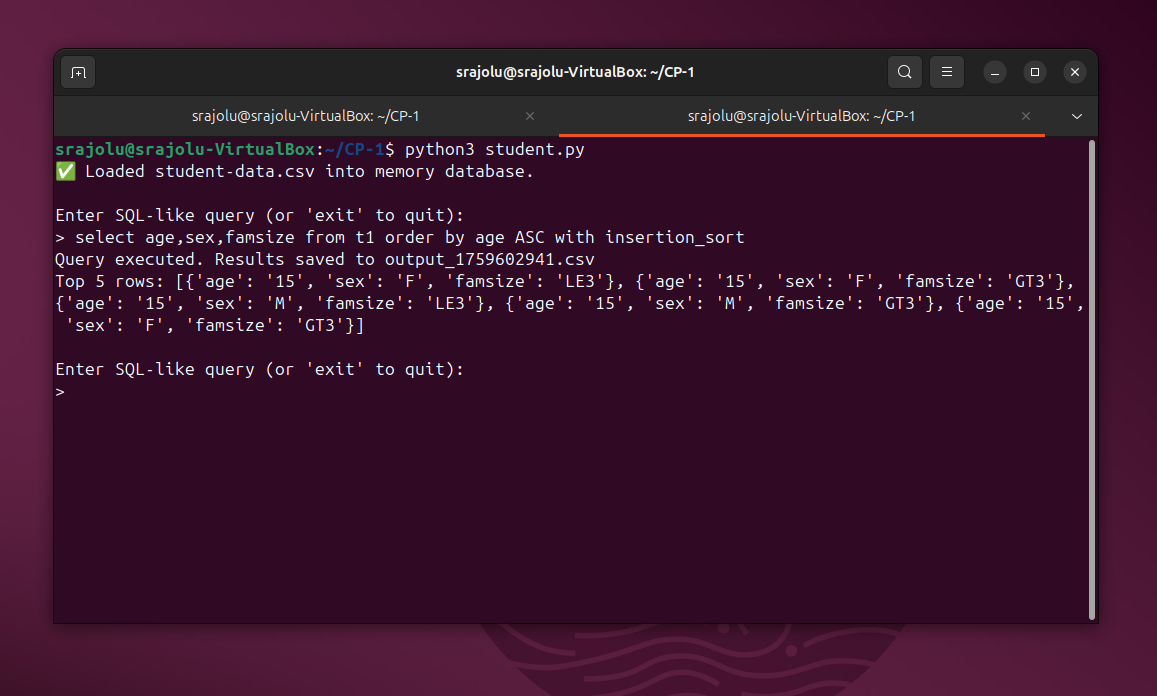 srajolu@srajolu-VirtualBox: ~/CP-1
srajolu@srajolu-VirtualBox: ~/CP-1
srajolu@srajolu-VirtualBox: ~/CP-1
srajolu@srajolu-VirtualBox:~/CP-1$ python3 student.py
✅ Loaded student-data.csv into memory database.
Enter SQL-like query (or 'exit' to quit):
> select age,sex,famsize from t1 order by age ASC with insertion_sort
Query executed. Results saved to output_1759602941.csv
Top 5 rows: [{'age': '15', 'sex': 'F', 'famsize': 'LE3'}, {'age': '15', 'sex': 'F', 'famsize': 'GT3'},
{'age': '15', 'sex': 'M', 'famsize': 'LE3'}, {'age': '15', 'sex': 'M', 'famsize': 'GT3'}, {'age': '15',
'sex': 'F', 'famsize': 'GT3'}]
Enter SQL-like query (or 'exit' to quit):
>